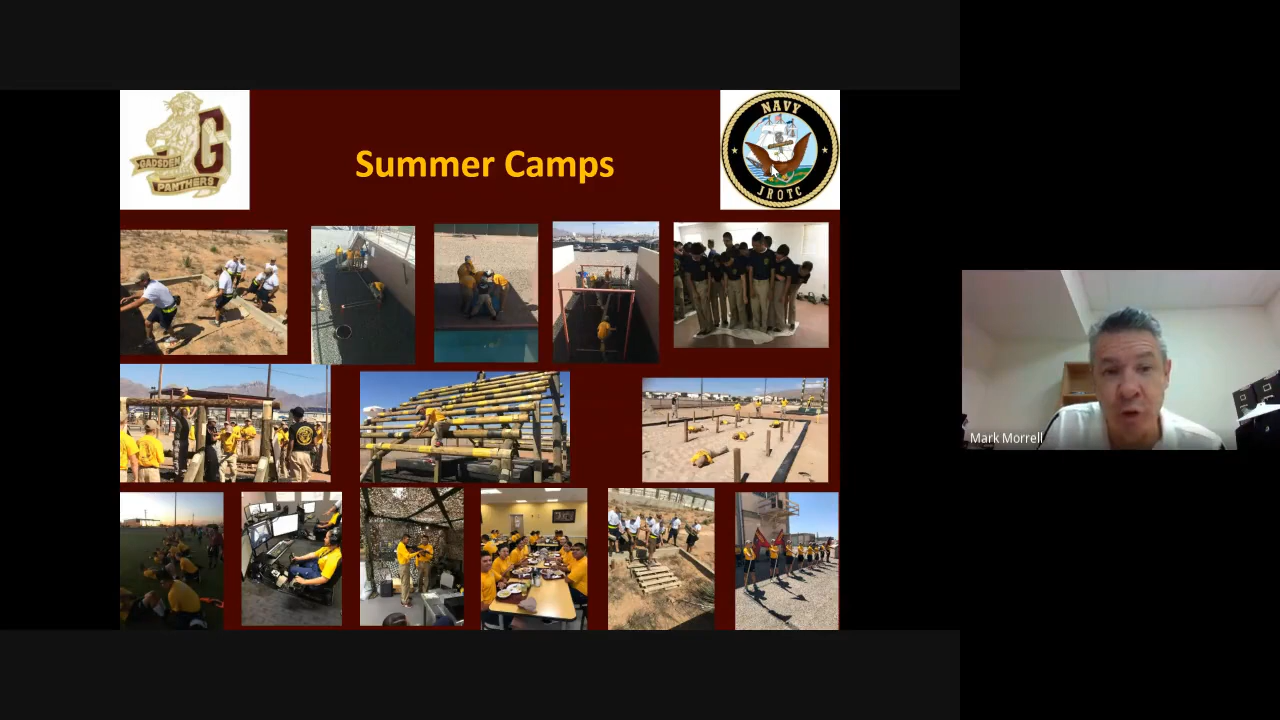 GADSDEN
G
PANTHERS
Summer Camps
NAVY
JROTC
Mark Morrell